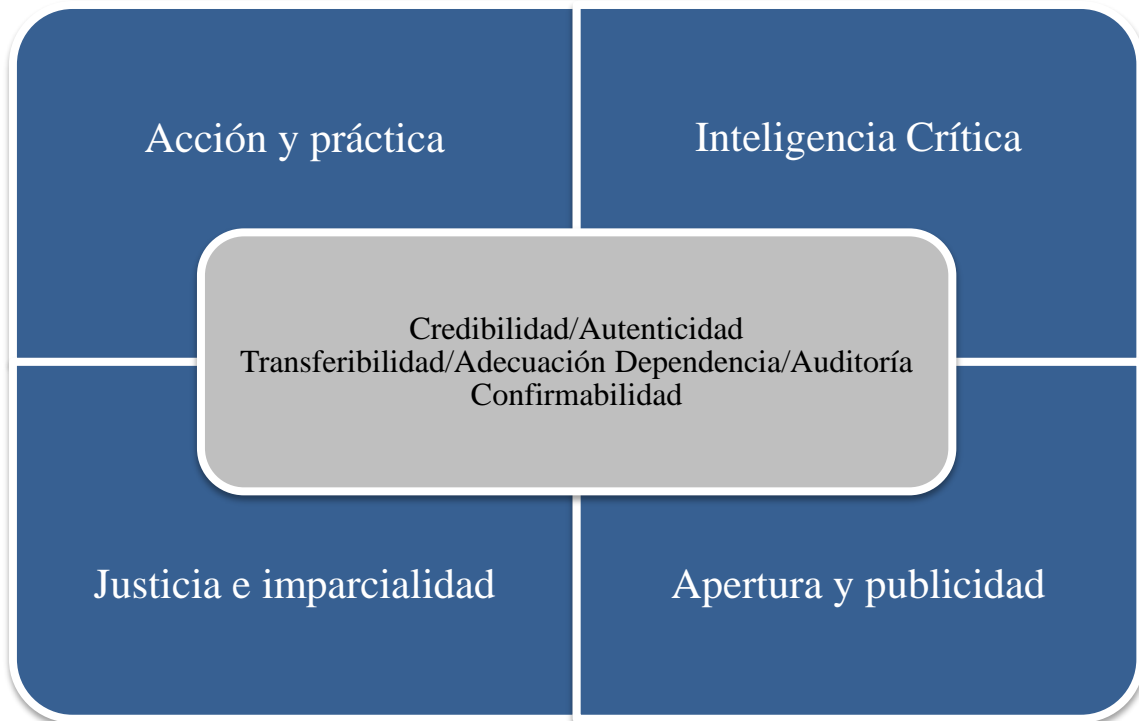 Acción y práctica
Inteligencia Crítica
Credibilidad/Autenticidad
Transferibilidad/Adecuación Dependencia/Auditoría
Confirmabilidad
Justicia e imparcialidad
Apertura y publicidad